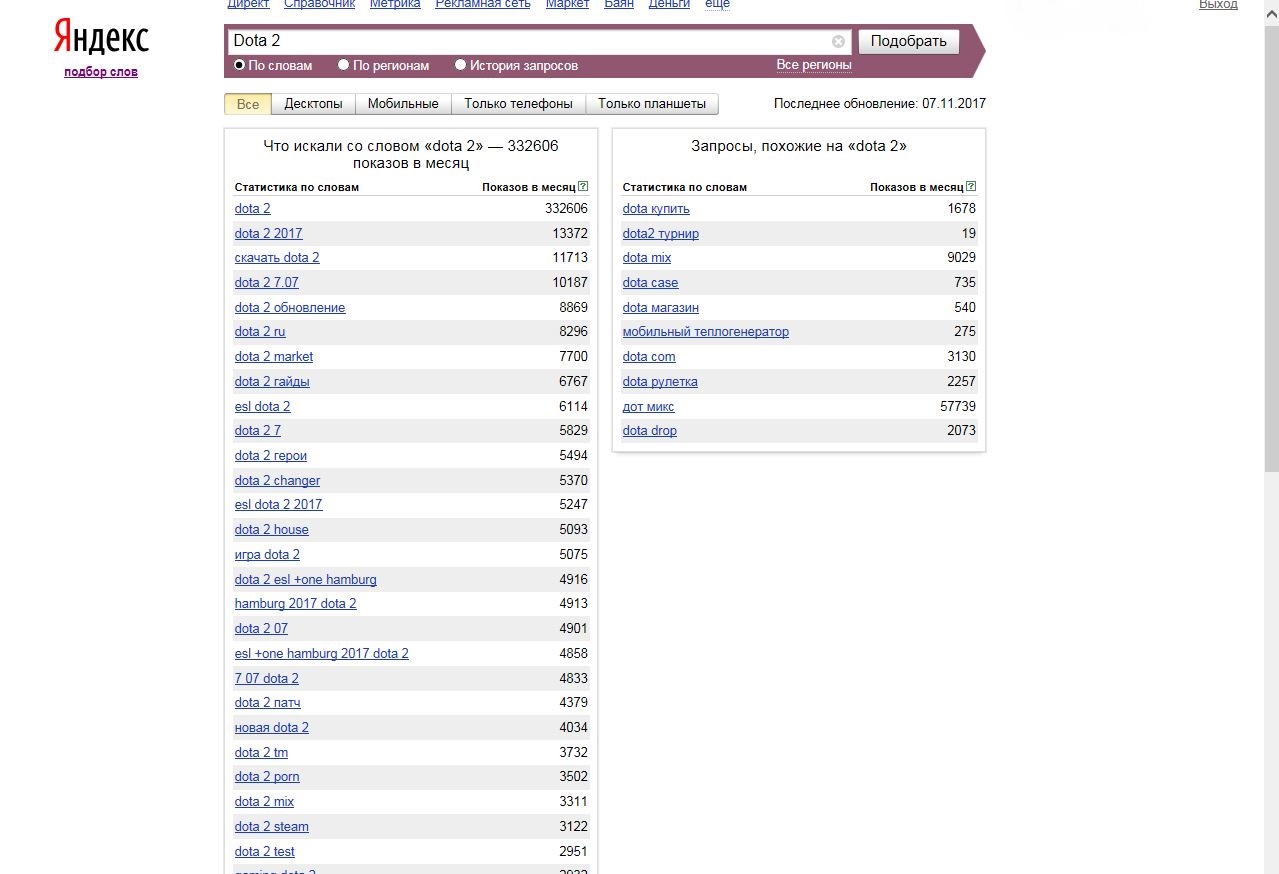 Директ Справочник Метрика Рекламная сеть Маркет Баян Деньги еще
Выход
Яндекс
подбор слов
Dota 2
Подобрать
По словам По регионам История запросов Все регионы
Все Десктопы Мобильные Только телефоны Только планшеты
Последнее обновление: 07.11.2017
Что искали со словом «dota 2» — 332606
показов в месяц
Статистика по словам Показов в месяц ?
dota 2 332606
dota 2 2017 13372
скачать dota 2 11713
dota 2 7.07 10187
dota 2 обновление 8869
dota 2 ru 8296
dota 2 market 7700
dota 2 гайды 6767
esl dota 2 6114
dota 2 7 5829
dota 2 герои 5494
dota 2 changer 5370
esl dota 2 2017 5247
dota 2 house 5093
игра dota 2 5075
dota 2 esl +one hamburg 4916
hamburg 2017 dota 2 4913
dota 2 07 4901
esl +one hamburg 2017 dota 2 4858
7 07 dota 2 4833
dota 2 патч 4379
новая dota 2 4034
dota 2 tm 3732
dota 2 porn 3502
dota 2 mix 3311
dota 2 steam 3122
dota 2 test 2951
Запросы, похожие на «dota 2»
Статистика по словам Показов в месяц ?
dota купить 1678
dota2 турнир 19
dota mix 9029
dota case 735
dota магазин 540
мобильный теплогенератор 275
dota com 3130
dota рулетка 2257
дот микс 57739
dota drop 2073